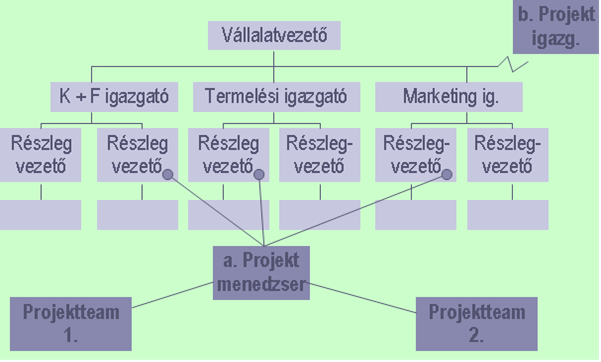 b. Projekt
igazg.
Vállalatvezető
K + F igazgató
Termelési igazgató
Marketing ig.
Részleg
vezető
Részleg
vezető
Részleg
vezető
Részleg-
vezető
Részleg-
vezető
Részleg-
vezető
a. Projekt
menedzser
Projektteam
1.
Projektteam
2.